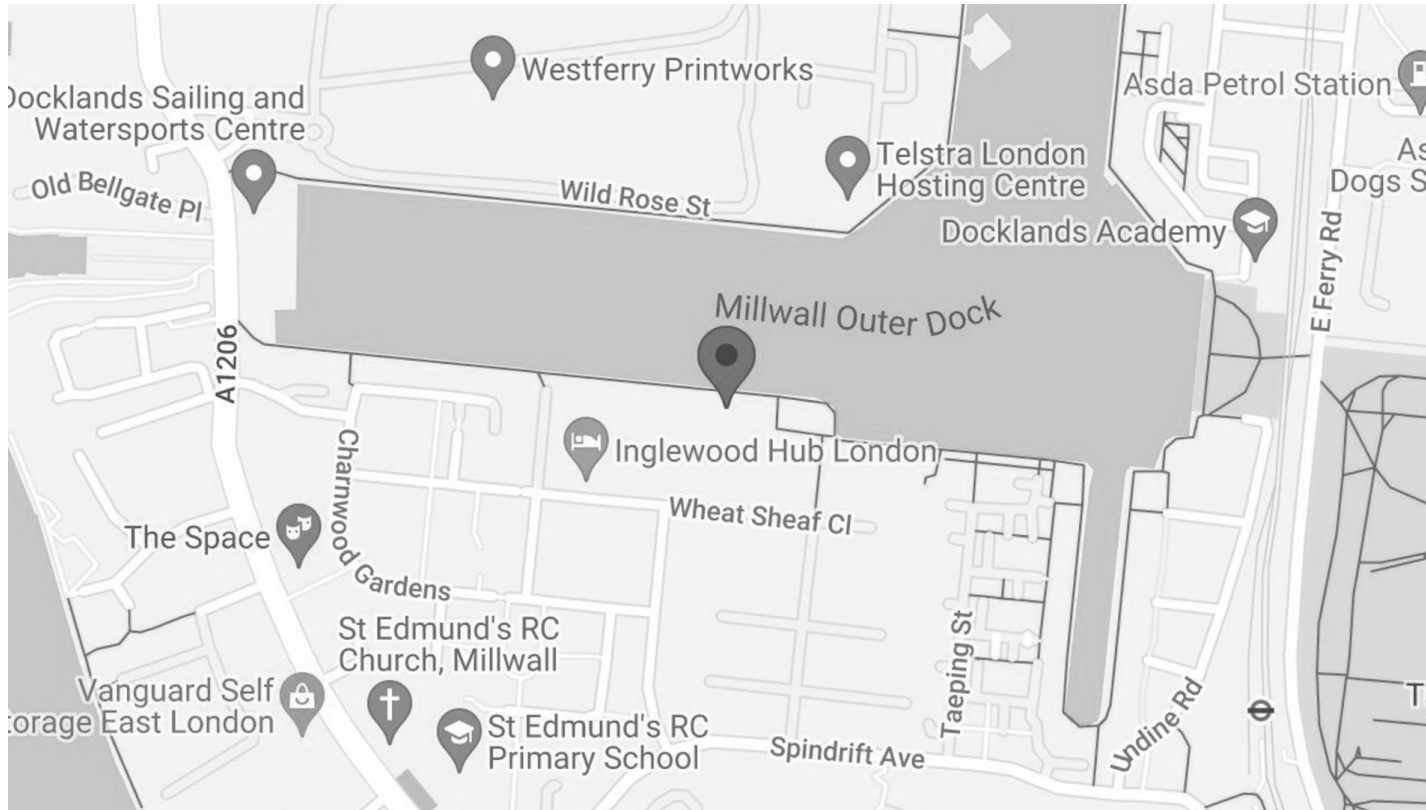 Westferry Printworks
Asda Petrol Station
Docklands Sailing and
Watersports Centre
Telstra London
Hosting Centre
As
Dogs S
Old Bellgate Pl
Wild Rose St
Docklands Academy
E Ferry Rd
Millwall Outer Dock
A1206
Inglewood Hub London
Charnwood Gardens
Wheat Sheaf Cl
The Space
St Edmund's RC
Church, Millwall
Taeping St
Undine Rd
Vanguard Self
torage East London
T
St Edmund's RC
Primary School
Spindrift Ave